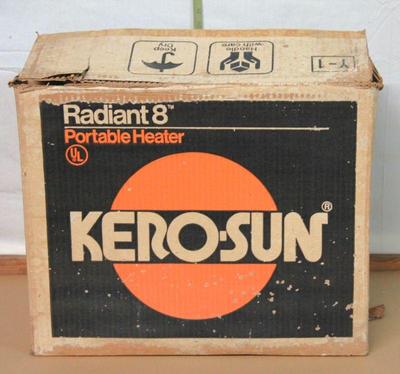 Keep
Dry
Handle
with care
Y-1
Radiant 8™
Portable Heater
UL
KERO-SUN®